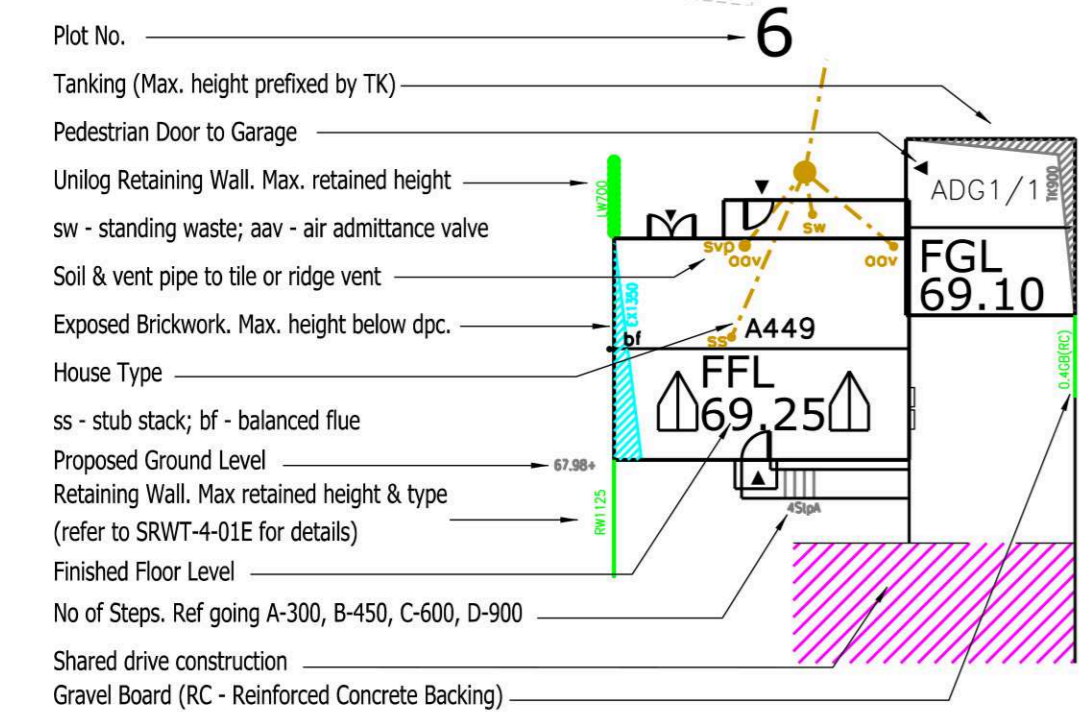 Plot No.
6
Tanking (Max. height prefixed by TK)
Pedestrian Door to Garage
Unilog Retaining Wall. Max. retained height
sw - standing waste; aav - air admittance valve
Soil & vent pipe to tile or ridge vent
Exposed Brickwork. Max. height below dpc.
House Type
ss - stub stack; bf - balanced flue
Proposed Ground Level
Retaining Wall. Max retained height & type
(refer to SRWT-4-01E for details)
Finished Floor Level
No of Steps. Ref going A-300, B-450, C-600, D-900
Shared drive construction
Gravel Board (RC - Reinforced Concrete Backing)
LW700
ADG1/1
TK900
sw
svp
aav
aav
FGL
69.10
EX1350
A449
bf
ss
0.4GB(RC)
FFL
69.25
67.98+
RW1125
4SlpA